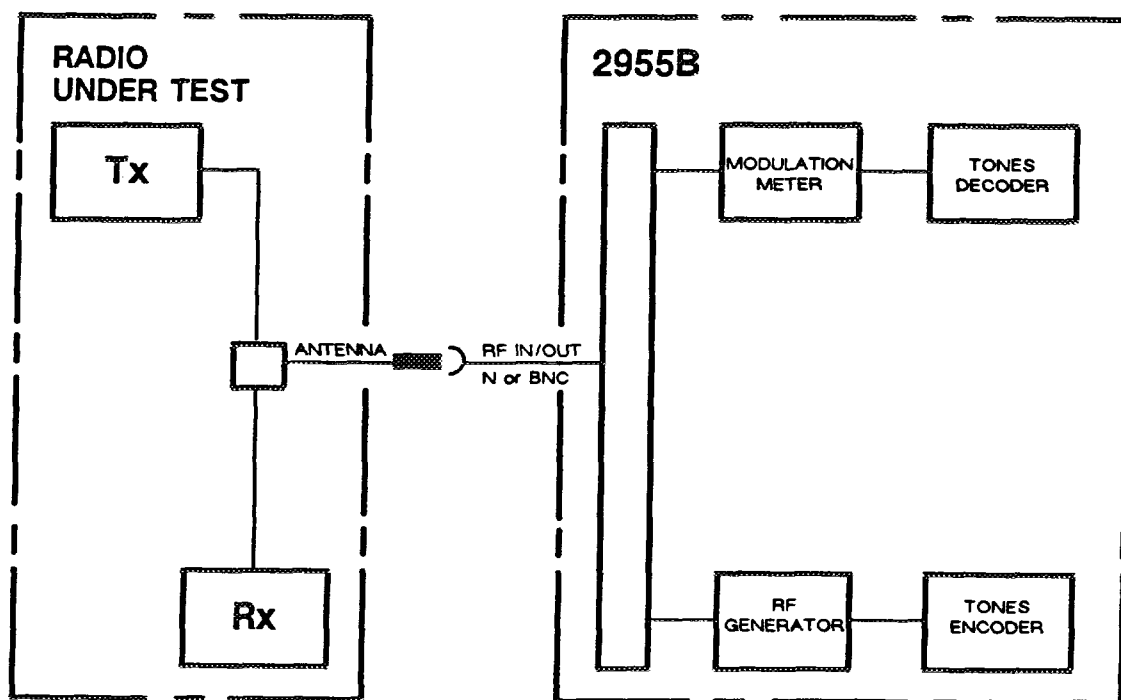 RADIO
UNDER TEST
2955B
Tx
MODULATION
METER
TONES
DECODER
ANTENNA
RF IN/OUT
N or BNC
Rx
RF
GENERATOR
TONES
ENCODER